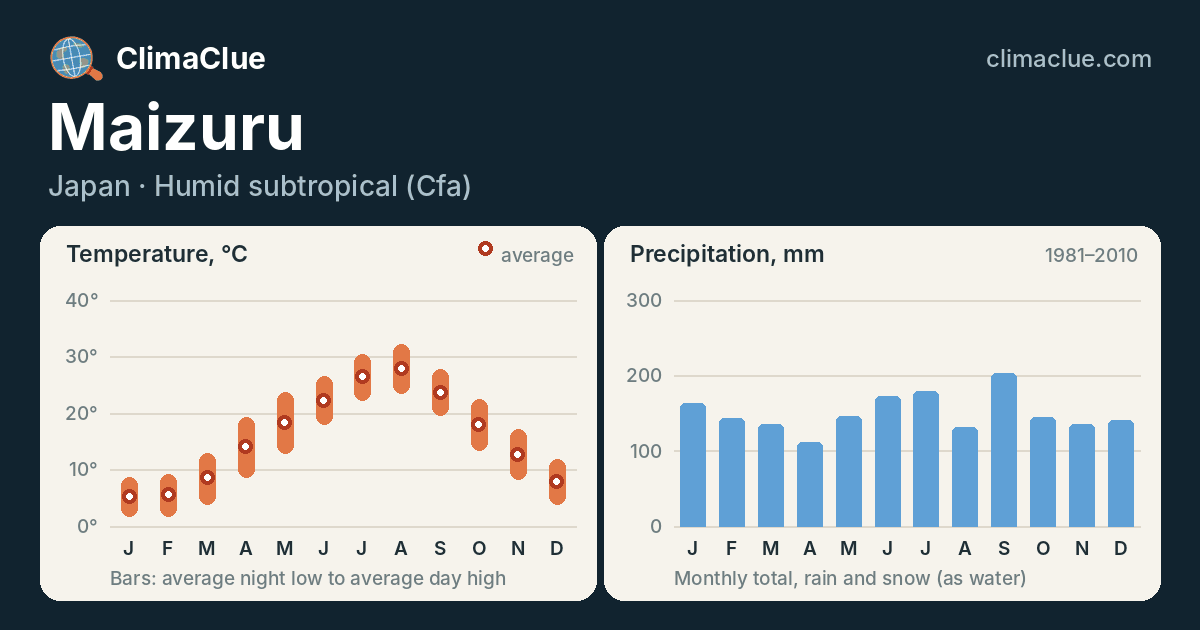 ClimaClue
climaclue.com
Maizuru
Japan · Humid subtropical (Cfa)
Temperature, °C
average
40°
30°
20°
10°
0°
J F M A M J J A S O N D
Bars: average night low to average day high
Precipitation, mm
1981–2010
300
200
100
0
J F M A M J J A S O N D
Monthly total, rain and snow (as water)